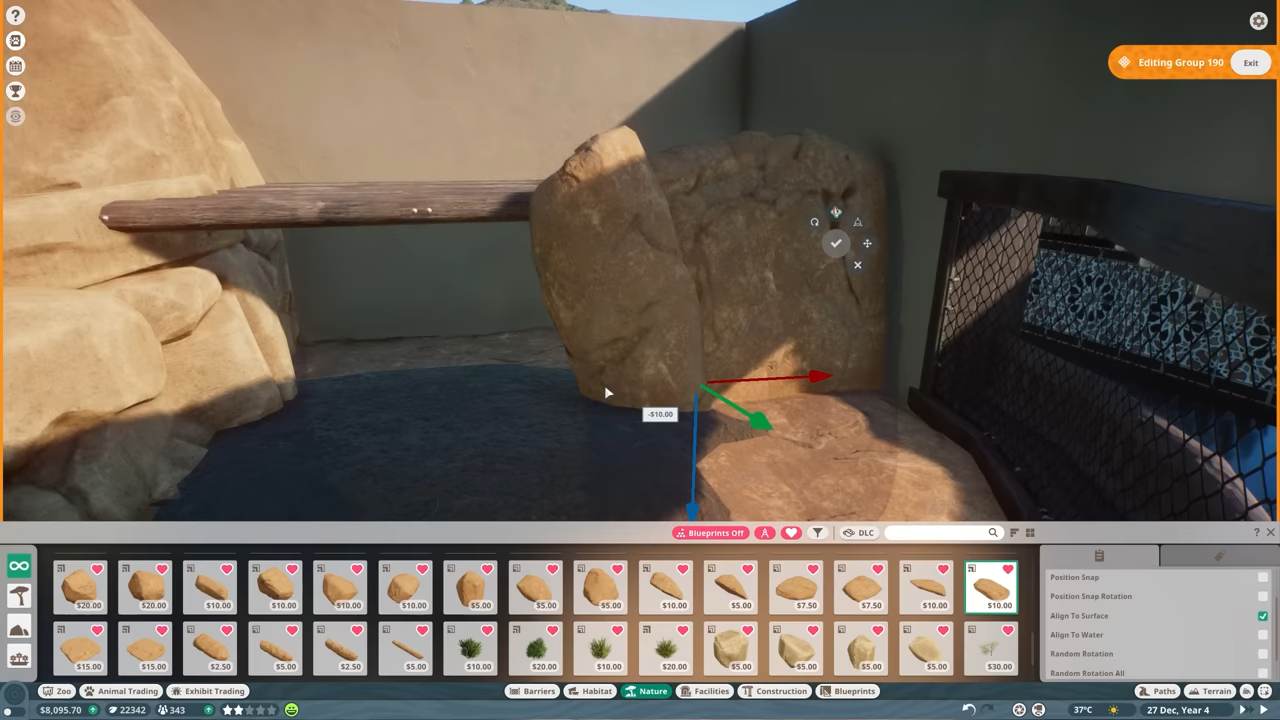 Editing Group 190 Exit
-$10.00
Blueprints Off DLC
$20.00 $20.00 $10.00 $10.00 $10.00 $10.00 $5.00 $5.00 $5.00 $10.00 $5.00 $7.50 $7.50 $10.00 $10.00
$15.00 $15.00 $2.50 $5.00 $2.50 $5.00 $10.00 $20.00 $10.00 $20.00 $5.00 $5.00 $5.00 $5.00 $30.00
Position Snap
Position Snap Rotation
Align To Surface
Align To Water
Random Rotation
Random Rotation All
Zoo Animal Trading Exhibit Trading Barriers Habitat Nature Facilities Construction Blueprints Paths Terrain
$8,095.70 22342 343 37°C 27 Dec, Year 4